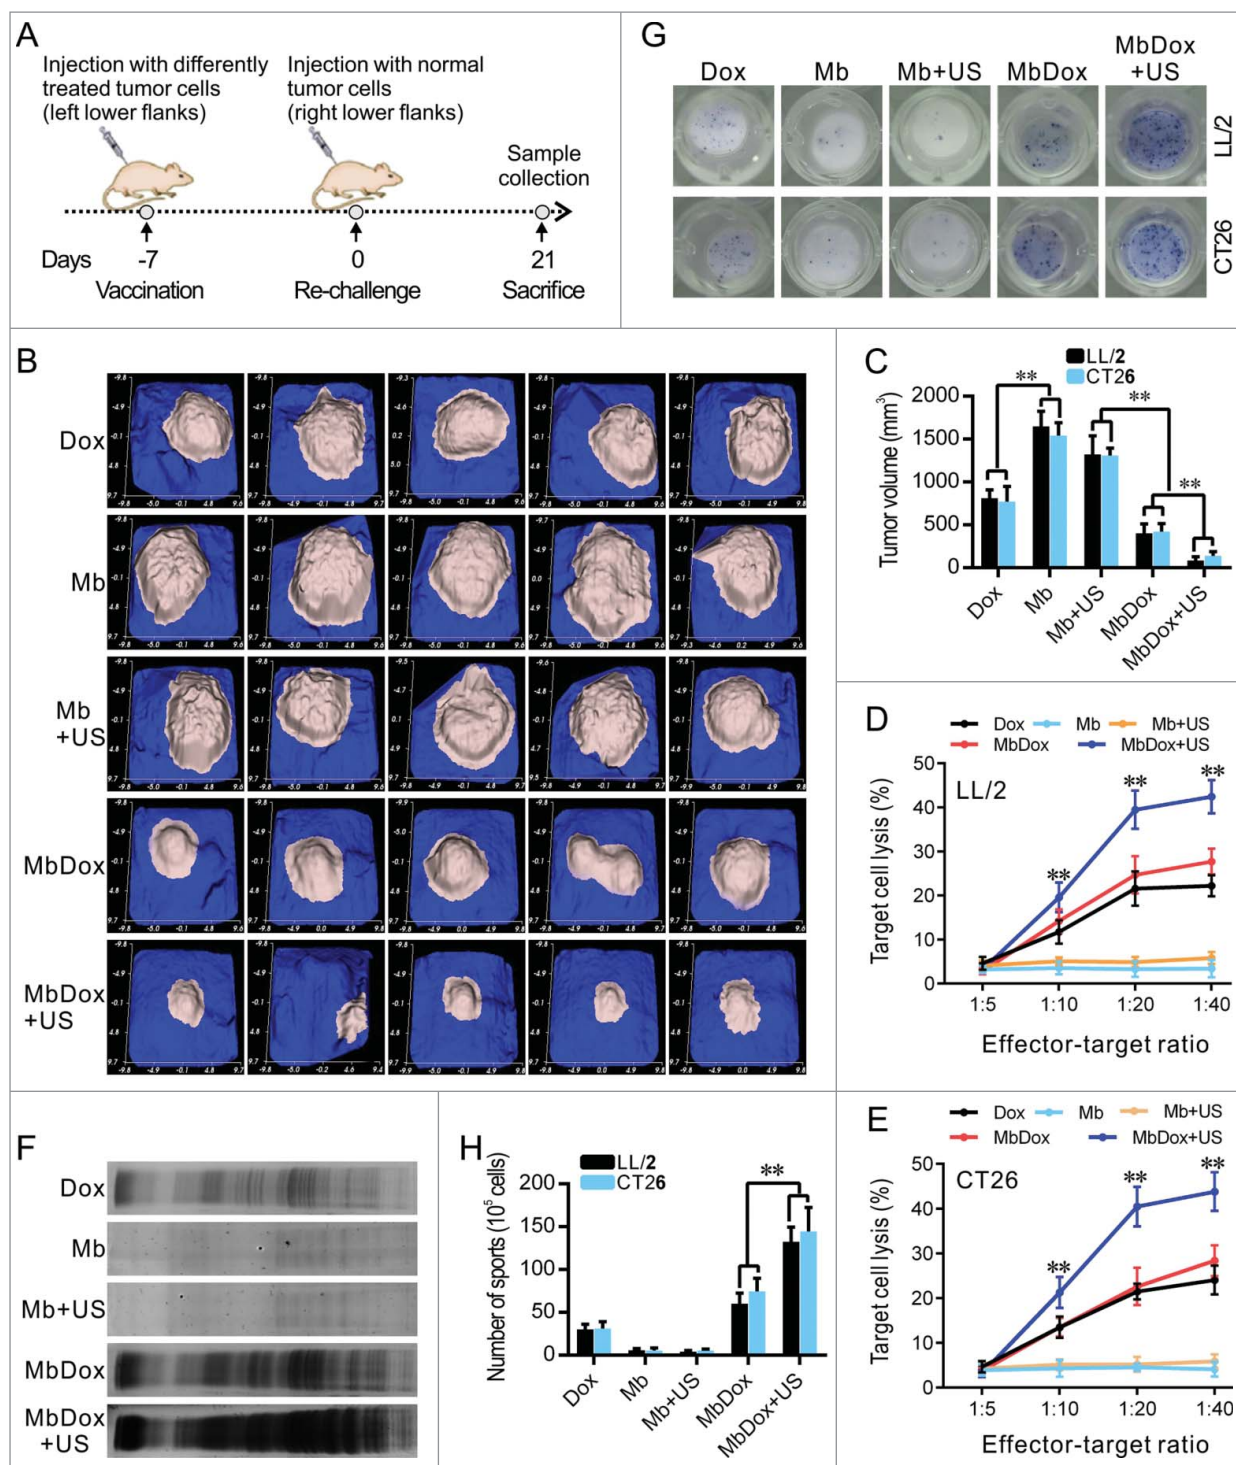 A
Injection with differently
treated tumor cells
(left lower flanks)
Injection with normal
tumor cells
(right lower flanks)
Sample
collection
Days -7 0 21
Vaccination Re-challenge Sacrifice
G
Dox Mb Mb+US MbDox MbDox
+US
LL/2
CT26
B
Dox
Mb
Mb
+US
MbDox
MbDox
+US
C
LL/2
CT26
Tumor volume (mm³)
2000
1500
1000
500
0
** ** **
Dox Mb Mb+US MbDox MbDox+US
D
Dox Mb Mb+US
MbDox MbDox+US
LL/2
Target cell lysis (%)
50
40
30
20
10
0
** ** **
1:5 1:10 1:20 1:40
Effector-target ratio
E
Dox Mb Mb+US
MbDox MbDox+US
CT26
Target cell lysis (%)
50
40
30
20
10
0
** ** **
1:5 1:10 1:20 1:40
Effector-target ratio
F
Dox
Mb
Mb+US
MbDox
MbDox
+US
H
LL/2
CT26
Number of sports (10⁵ cells)
200
150
100
50
0
**
Dox Mb Mb+US MbDox MbDox+US